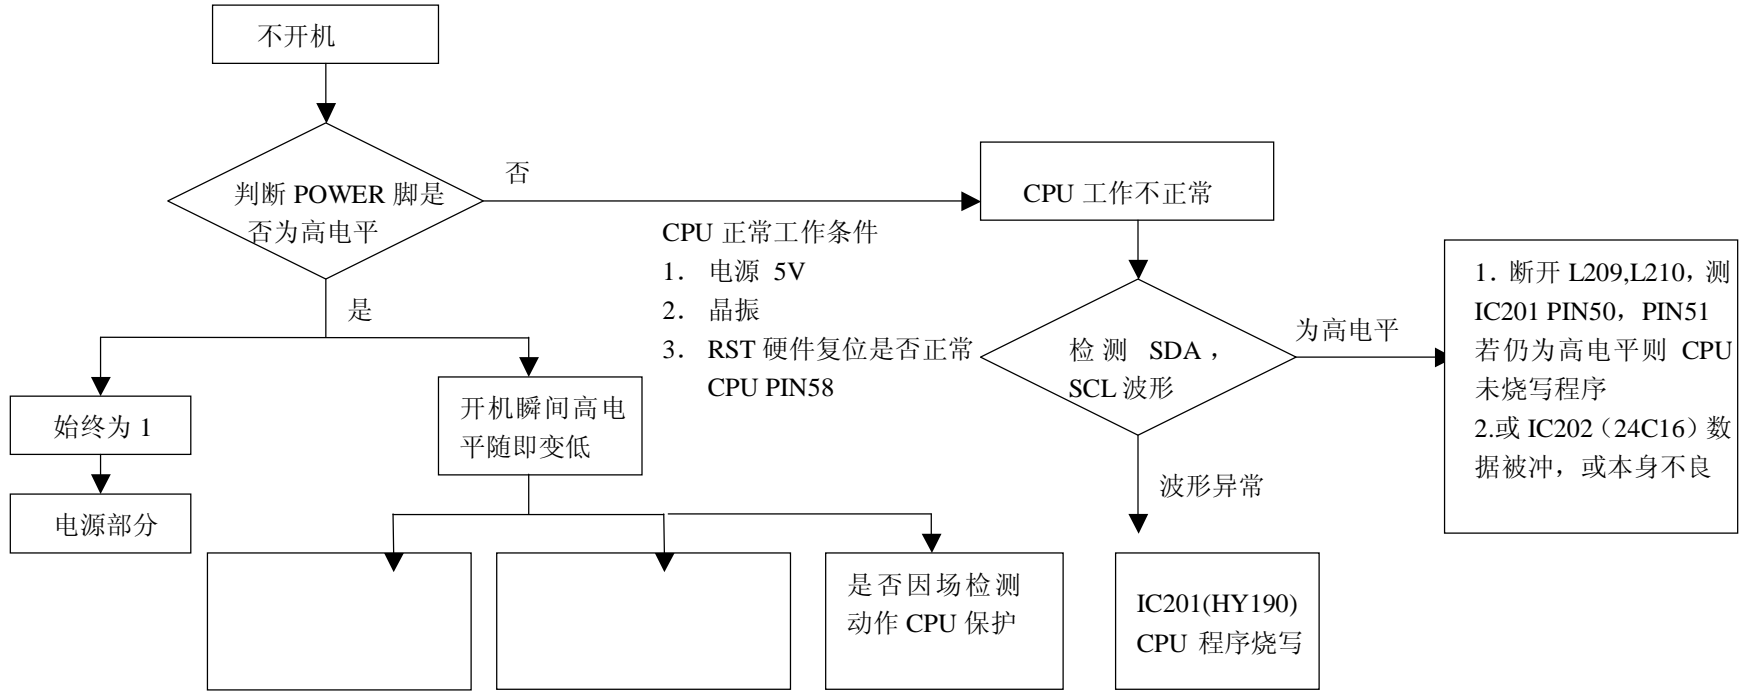 不开机
判断 POWER 脚是
否为高电平
否
是
始终为 1
电源部分
开机瞬间高电
平随即变低
是否因场检测
动作 CPU 保护
CPU 正常工作条件
1. 电源 5V
2. 晶振
3. RST 硬件复位是否正常
CPU PIN58
CPU 工作不正常
检测 SDA，
SCL 波形
为高电平
波形异常
IC201(HY190)
CPU 程序烧写
1. 断开 L209,L210，测
IC201 PIN50，PIN51
若仍为高电平则 CPU
未烧写程序
2.或 IC202（24C16）数
据被冲，或本身不良